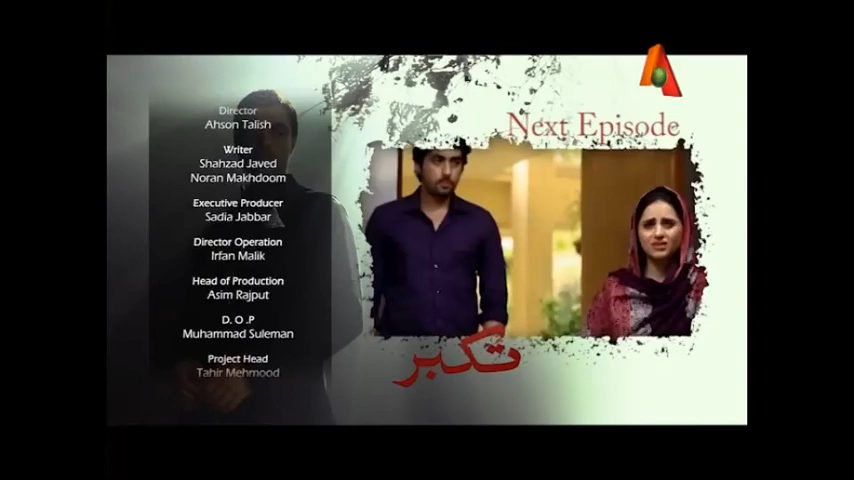 Director
Ahson Talish
Writer
Shahzad Javed
Noran Makhdoom
Executive Producer
Sadia Jabbar
Director Operation
Irfan Malik
Head of Production
Asim Rajput
D. O .P
Muhammad Suleman
Project Head
Tahir Mehmood
Next Episode
تکبر